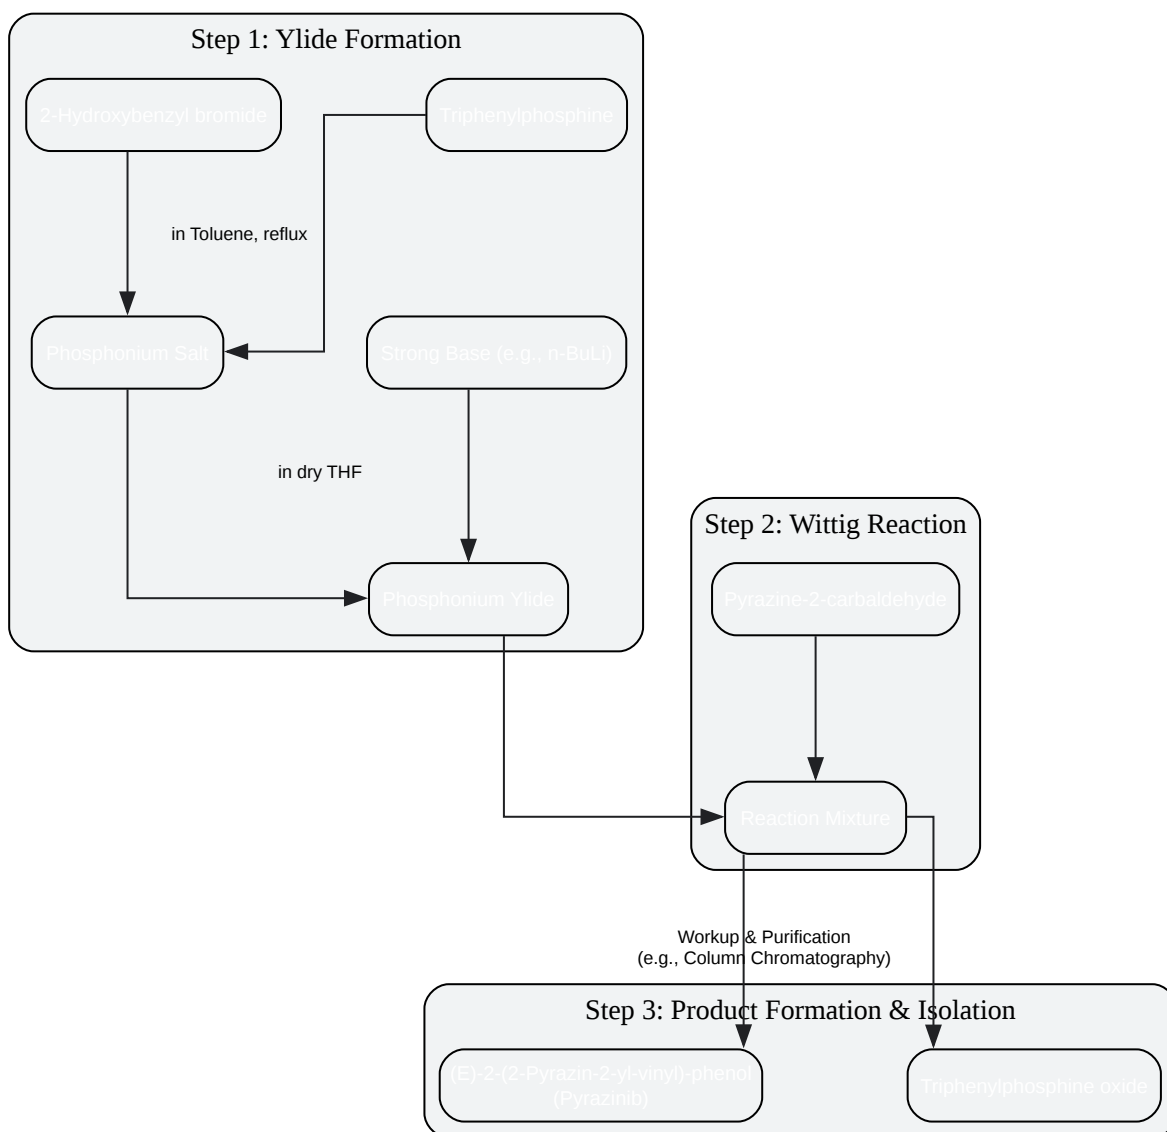 Step 1: Ylide Formation
2-Hydroxybenzyl bromide
Triphenylphosphine
in Toluene, reflux
Phosphonium Salt
Strong Base (e.g., n-BuLi)
in dry THF
Phosphonium Ylide
Step 2: Wittig Reaction
Pyrazine-2-carbaldehyde
Reaction Mixture
Workup & Purification
(e.g., Column Chromatography)
Step 3: Product Formation & Isolation
(E)-2-(2-Pyrazin-2-yl-vinyl)-phenol
(Pyrazinib)
Triphenylphosphine oxide